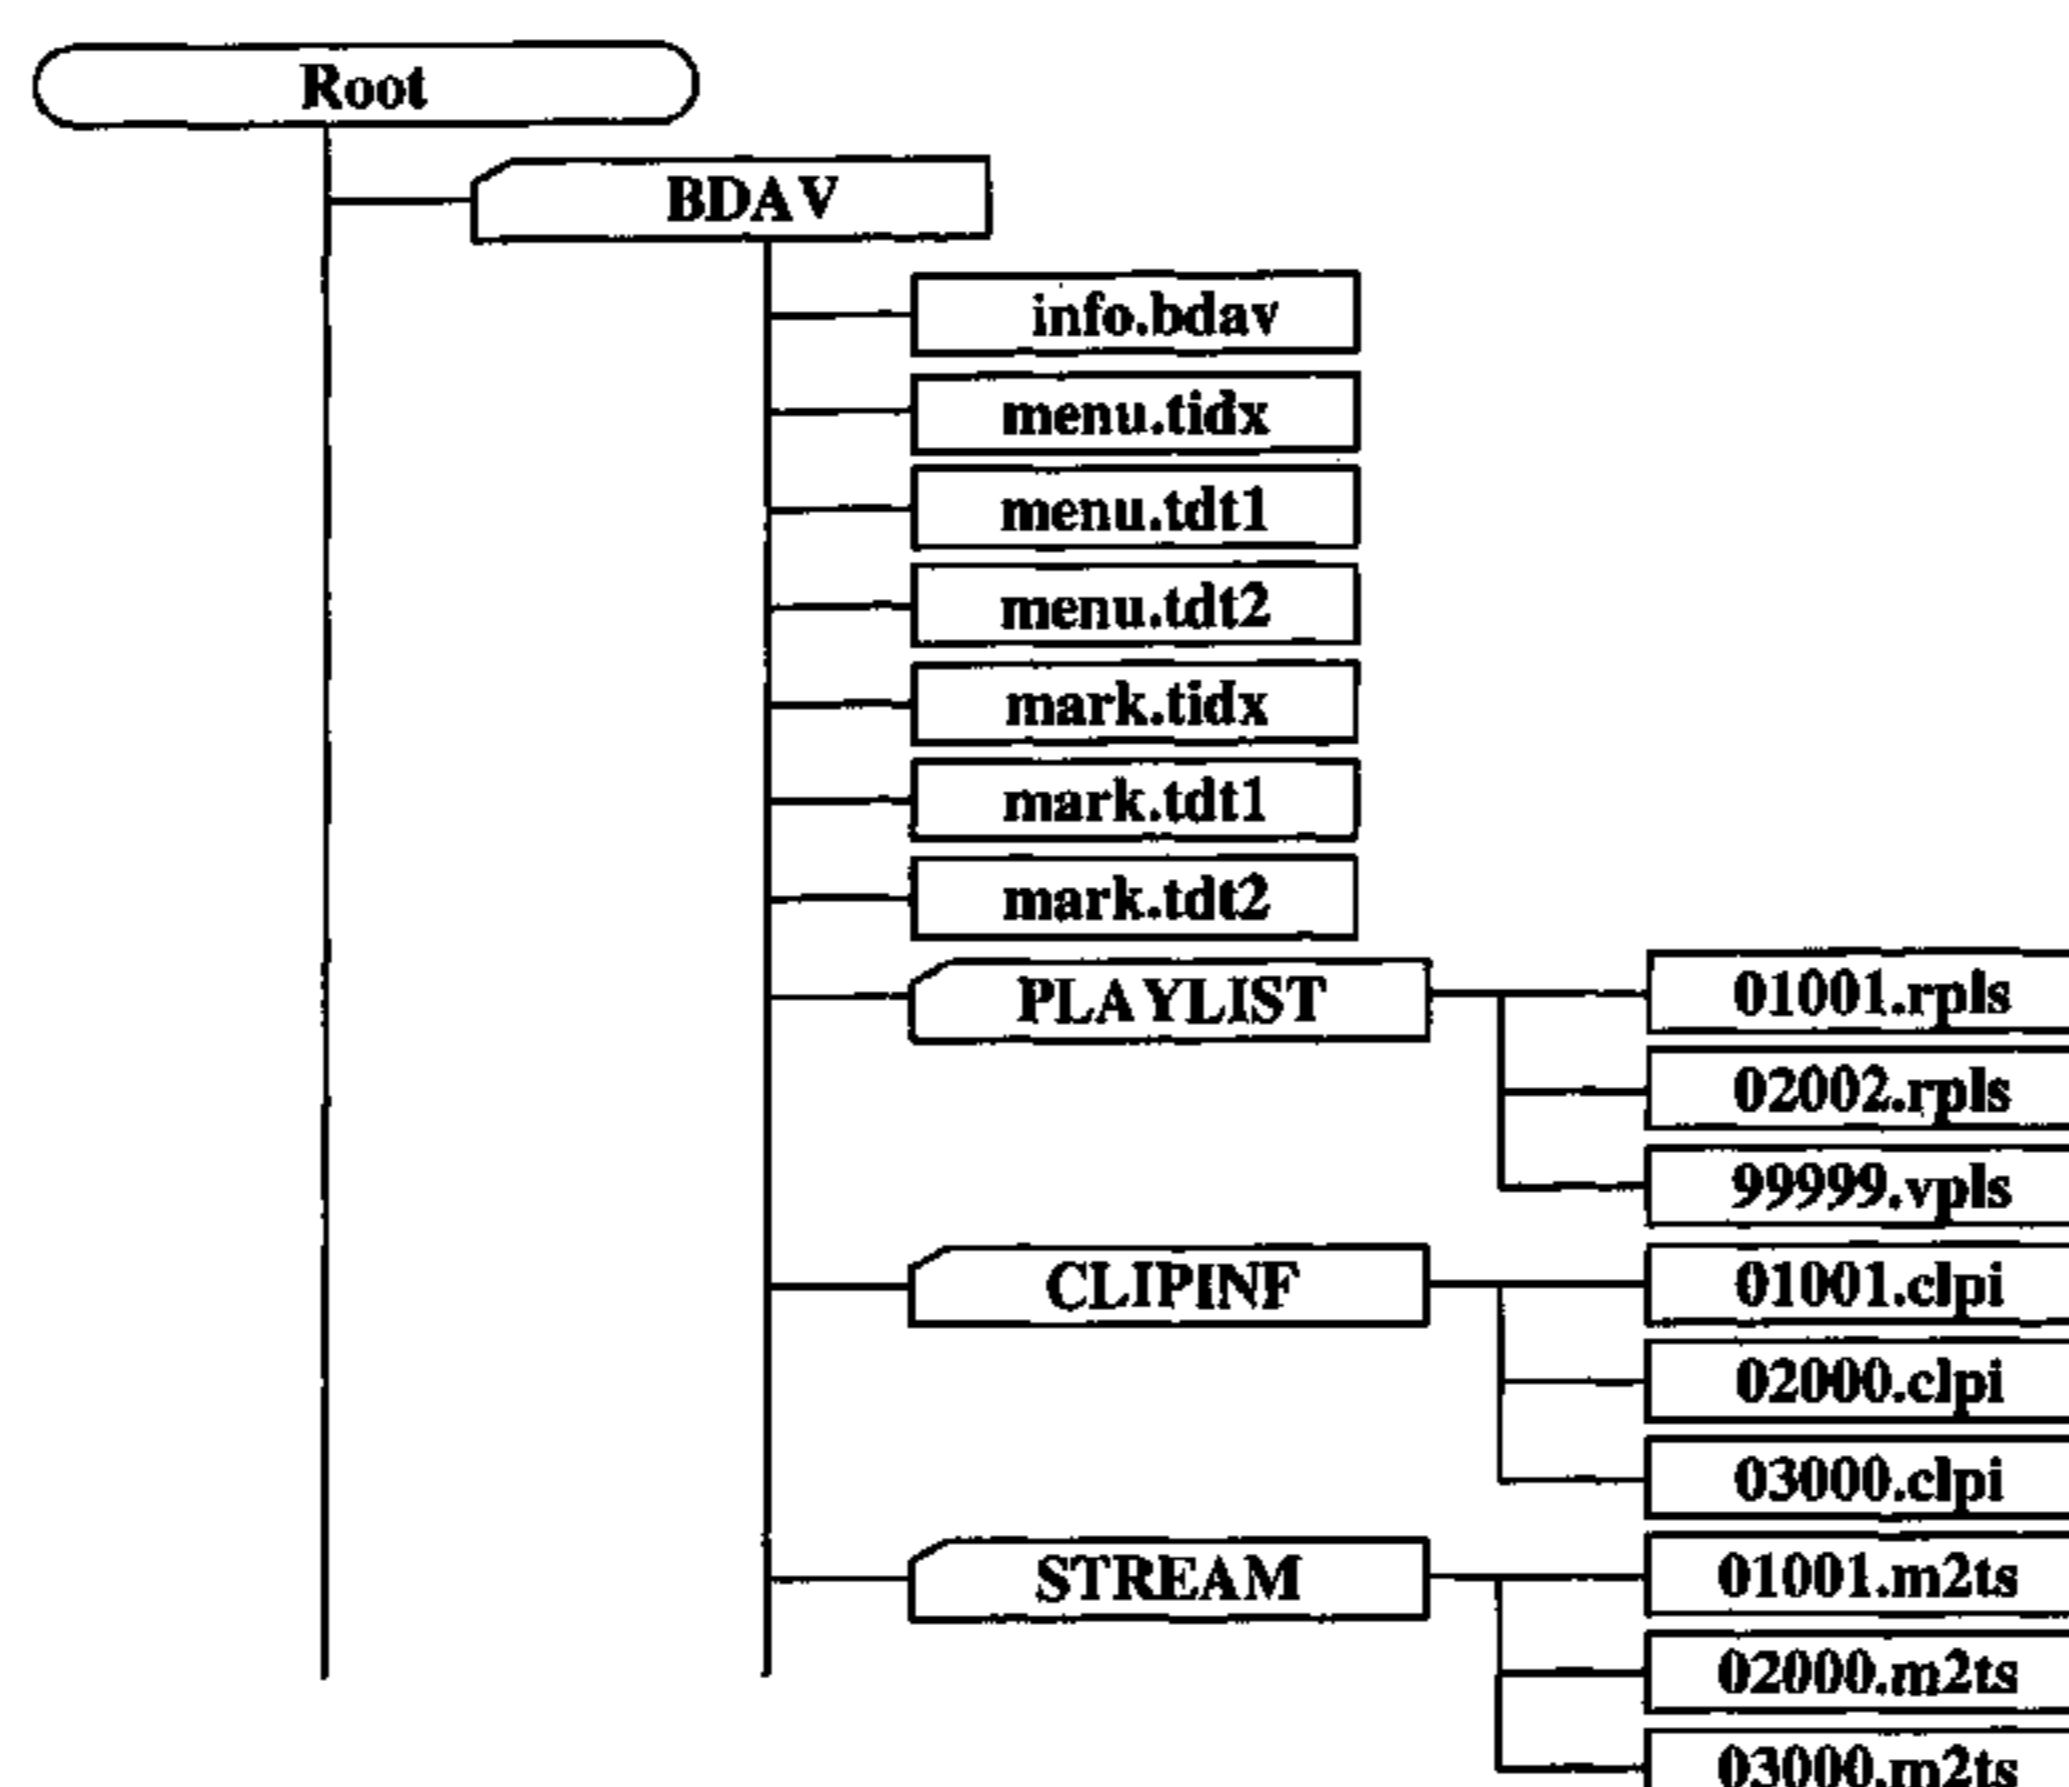 Root
BDAV
info.bdav
menu.tidx
menu.tdt1
menu.tdt2
mark.tidx
mark.tdt1
mark.tdt2
PLAYLIST
01001.rpls
02002.rpls
99999.vpls
CLIPINF
01001.clpi
02000.clpi
03000.clpi
STREAM
01001.m2ts
02000.m2ts
03000.m2ts